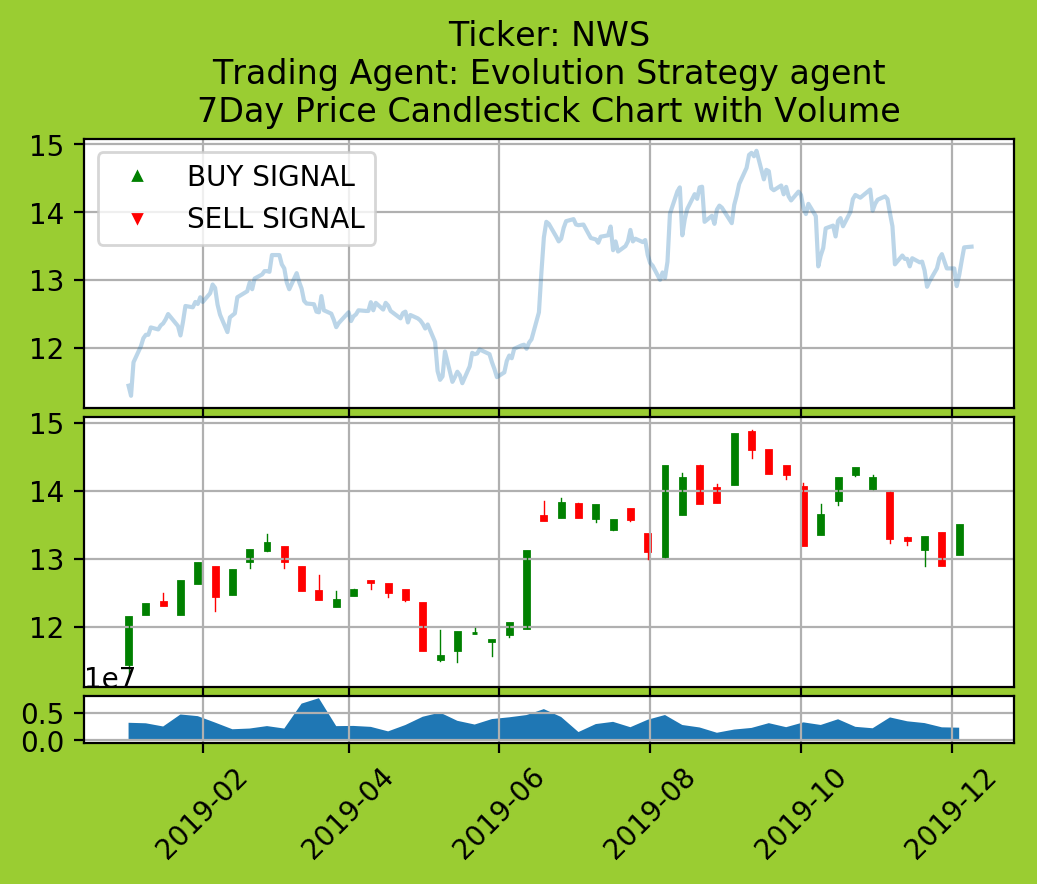 Ticker: NWS
Trading Agent: Evolution Strategy agent
7Day Price Candlestick Chart with Volume
15
14
13
12
BUY SIGNAL
SELL SIGNAL
15
14
13
12
1e7
0.5
0.0
2019-02
2019-04
2019-06
2019-08
2019-10
2019-12